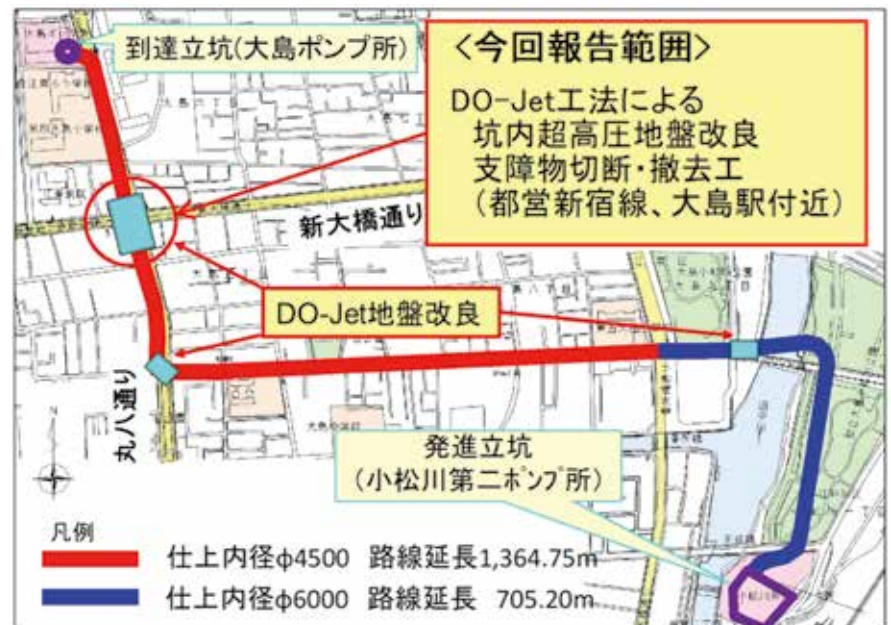 到達立坑(大島ポンプ所)
<今回報告範囲>
DO-Jet工法による
坑内超高圧地盤改良
支障物切断・撤去工
(都営新宿線、大島駅付近)
新大橋通り
DO-Jet地盤改良
丸八通り
発進立坑
(小松川第二ポンプ所)
凡例
仕上内径φ4500 路線延長1,364.75m
仕上内径φ6000 路線延長 705.20m